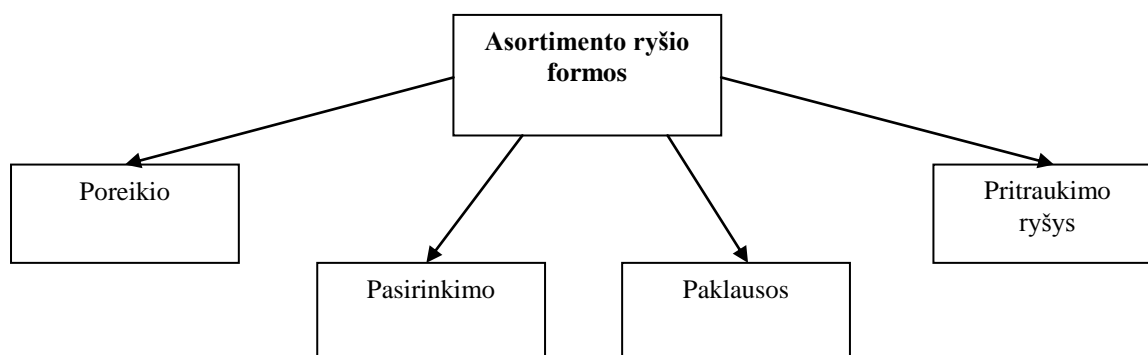 Asortimento ryšio
formos
Poreikio
Pritraukimo
ryšys
Pasirinkimo
Paklausos